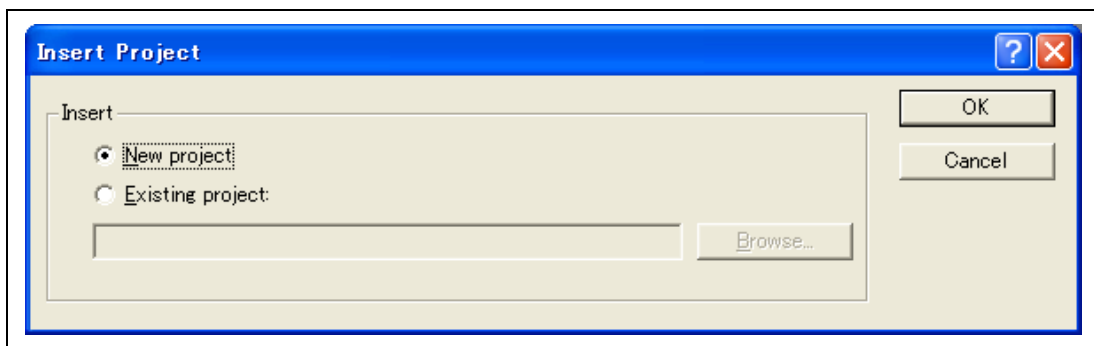 Insert Project
Insert
New project
Existing project:
Browse...
OK
Cancel